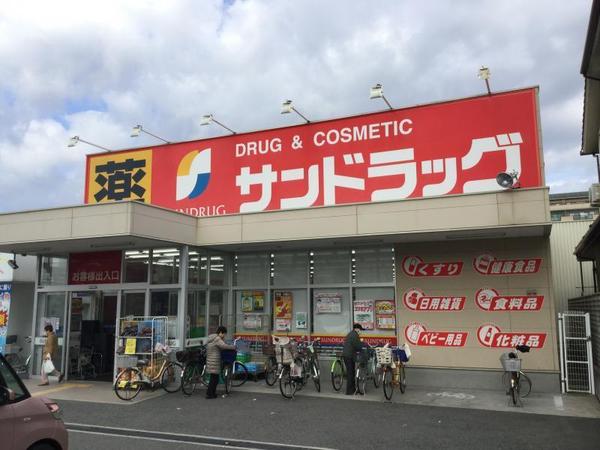 DRUG & COSMETIC
薬
SUNDRUG
サンドラッグ
お客様出入口
くすり
健康食品
日用雑貨
食料品
ベビー用品
化粧品
SUNDRUG